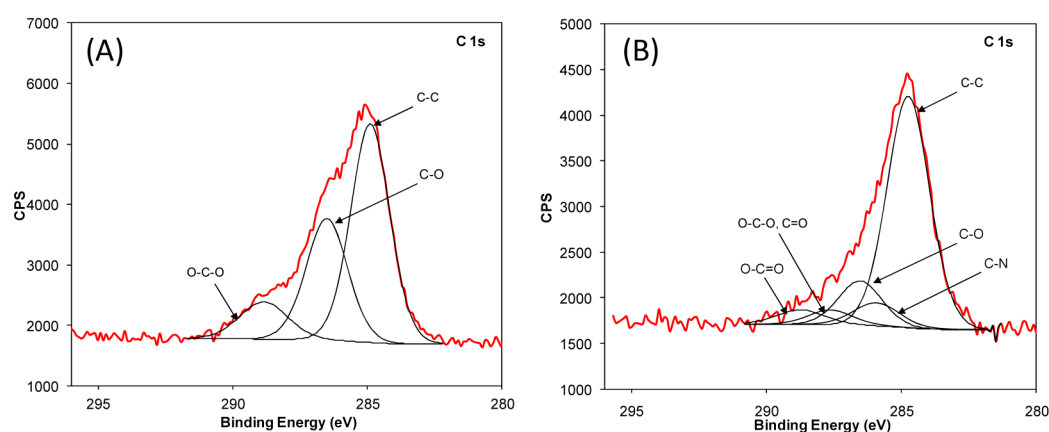 (A)
C 1s
7000
6000
5000
4000
3000
2000
1000
CPS
C-C
C-O
O-C-O
295
290
285
280
Binding Energy (eV)
(B)
C 1s
5000
4500
4000
3500
3000
2500
2000
1500
1000
CPS
C-C
O-C-O, C=O
C-O
O-C=O
C-N
295
290
285
280
Binding Energy (eV)